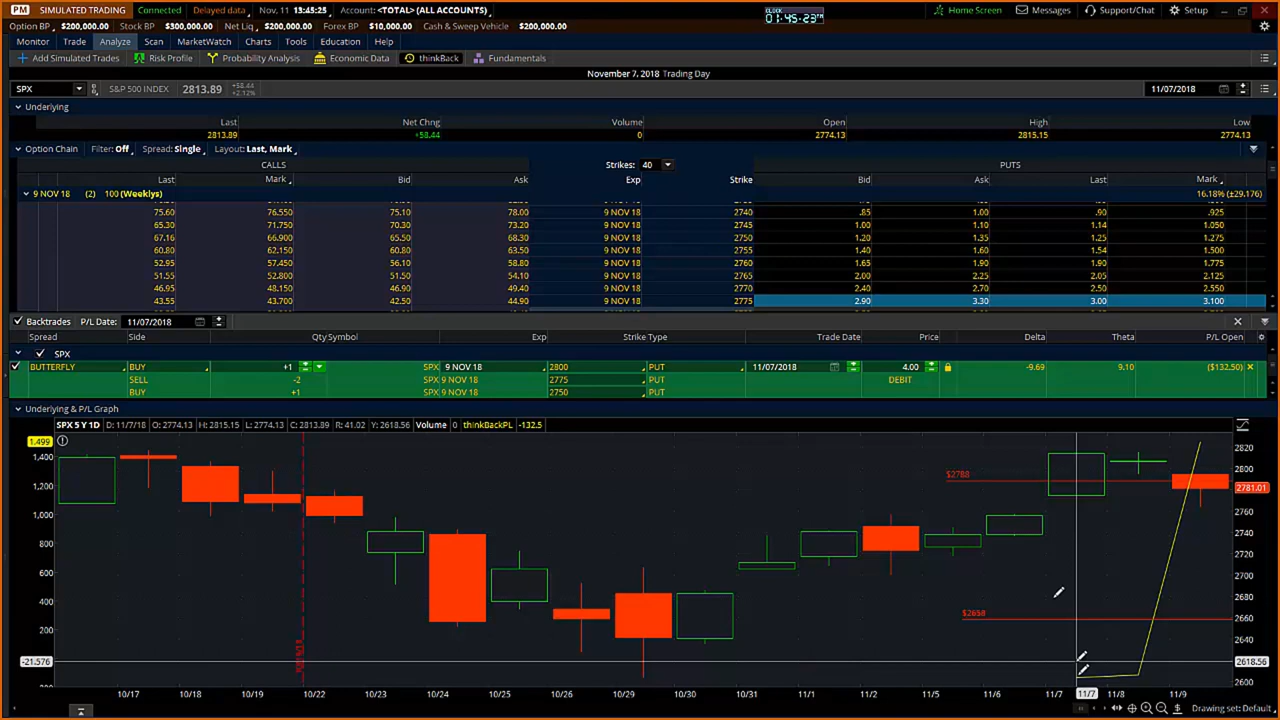 PM SIMULATED TRADING Connected Delayed data Nov, 11 13:45:25 Account: <TOTAL> (ALL ACCOUNTS) CLOCK 01:45:23 Home Screen Messages Support/Chat Setup
Option BP $200,000.00 Stock BP $300,000.00 Net Liq $200,000.00 Forex BP $10,000.00 Cash & Sweep Vehicle $200,000.00
Monitor Trade Analyze Scan MarketWatch Charts Tools Education Help
Add Simulated Trades Risk Profile Probability Analysis Economic Data thinkBack Fundamentals
November 7, 2018 Trading Day
SPX S&P 500 INDEX 2813.89 +58.44 +2.12% 11/07/2018
Underlying
Last Net Chng Volume Open High Low
2813.89 +58.44 0 2774.13 2815.15 2774.13
Option Chain Filter: Off Spread: Single Layout: Last, Mark
CALLS Strikes: 40 PUTS
Last Mark Bid Ask Exp Strike Bid Ask Last Mark
9 NOV 18 (2) 100 (Weeklys) 16.18% (±29.176)
75.60 76.550 75.10 78.00 9 NOV 18 2740 .85 1.00 .90 .925
65.30 71.750 70.30 73.20 9 NOV 18 2745 1.00 1.10 1.14 1.050
67.16 66.900 65.50 68.30 9 NOV 18 2750 1.20 1.35 1.25 1.275
60.80 62.150 60.80 63.50 9 NOV 18 2755 1.40 1.60 1.54 1.500
52.95 57.450 56.10 58.80 9 NOV 18 2760 1.65 1.90 1.90 1.775
51.55 52.800 51.50 54.10 9 NOV 18 2765 2.00 2.25 2.05 2.125
46.95 48.150 46.90 49.40 9 NOV 18 2770 2.40 2.70 2.50 2.550
43.55 43.700 42.50 44.90 9 NOV 18 2775 2.90 3.30 3.00 3.100
Backtrades P/L Date: 11/07/2018
Spread Side Qty Symbol Exp Strike Type Trade Date Price Delta Theta P/L Open
SPX
BUTTERFLY BUY +1 SPX 9 NOV 18 2800 PUT 11/07/2018 4.00 -9.69 9.10 ($132.50)
SELL -2 SPX 9 NOV 18 2775 PUT DEBIT
BUY +1 SPX 9 NOV 18 2750 PUT
Underlying & P/L Graph
SPX 5 Y 1D D: 11/7/18 O: 2774.13 H: 2815.15 L: 2774.13 C: 2813.89 R: 41.02 Y: 2618.56 Volume 0 thinkBackPL -132.5
1.499
2820
1,400
2800
$2788
1,200
2781.01
1,000
2760
800
2740
2720
600
2700
400
2680
$2658
2660
200
2640
-21.576
2618.56
2600
10/17 10/18 10/19 10/22 10/23 10/24 10/25 10/26 10/29 10/30 10/31 11/1 11/2 11/5 11/6 11/7 11/7 11/8 11/9
Drawing set: Default